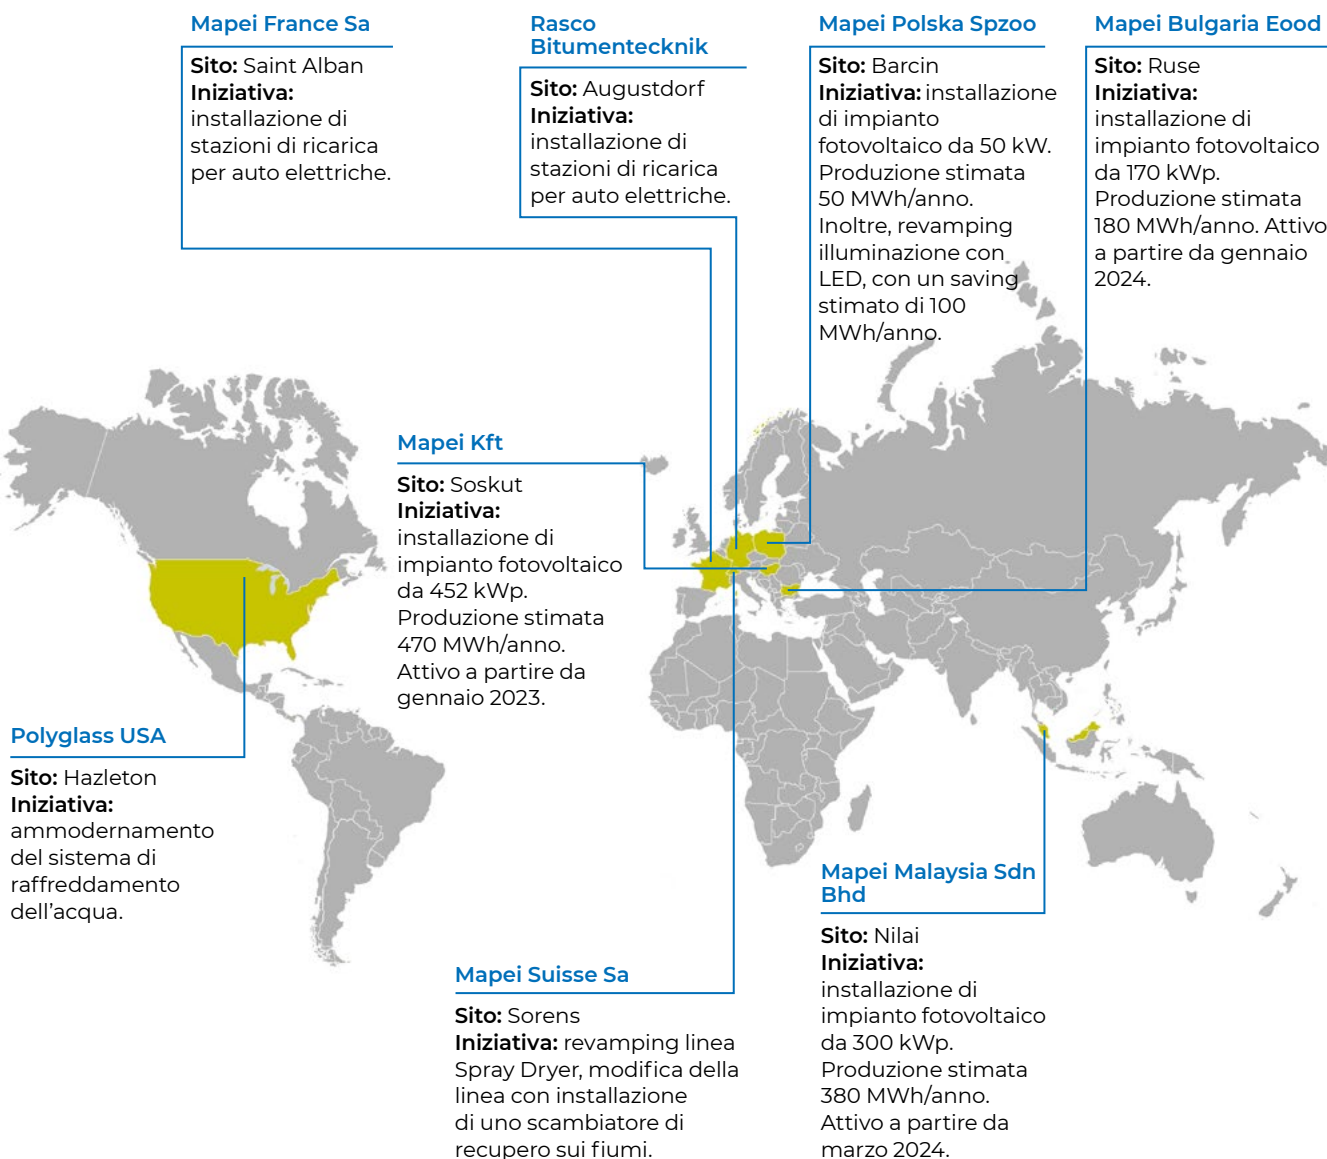 Mapei France Sa
Sito: Saint Alban
Iniziativa:
installazione di
stazioni di ricarica
per auto elettriche.
Rasco
Bitumentecknik
Sito: Augustdorf
Iniziativa:
installazione di
stazioni di ricarica
per auto elettriche.
Mapei Polska Spzoo
Sito: Barcin
Iniziativa: installazione
di impianto
fotovoltaico da 50 kW.
Produzione stimata
50 MWh/anno.
Inoltre, revamping
illuminazione con
LED, con un saving
stimato di 100
MWh/anno.
Mapei Bulgaria Eood
Sito: Ruse
Iniziativa:
installazione di
impianto fotovoltaico
da 170 kWp.
Produzione stimata
180 MWh/anno. Attivo
a partire da gennaio
2024.
Mapei Kft
Sito: Soskut
Iniziativa:
installazione di
impianto fotovoltaico
da 452 kWp.
Produzione stimata
470 MWh/anno.
Attivo a partire da
gennaio 2023.
Polyglass USA
Sito: Hazleton
Iniziativa:
ammodernamento
del sistema di
raffreddamento
dell’acqua.
Mapei Suisse Sa
Sito: Sorens
Iniziativa: revamping linea
Spray Dryer, modifica della
linea con installazione
di uno scambiatore di
recupero sui fiumi.
Mapei Malaysia Sdn
Bhd
Sito: Nilai
Iniziativa:
installazione di
impianto fotovoltaico
da 300 kWp.
Produzione stimata
380 MWh/anno.
Attivo a partire da
marzo 2024.